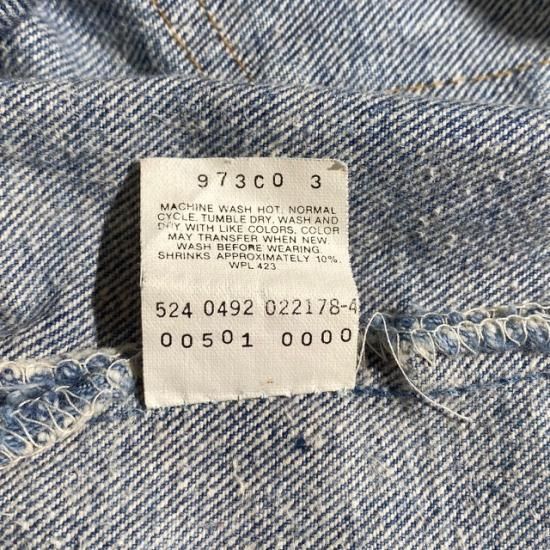 973C0 3
MACHINE WASH HOT, NORMAL
CYCLE. TUMBLE DRY. WASH AND
DRY WITH LIKE COLORS, COLOR
MAY TRANSFER WHEN NEW.
WASH BEFORE WEARING.
SHRINKS APPROXIMATELY 10%.
WPL 423
524 0492 022178-4
00501 0000